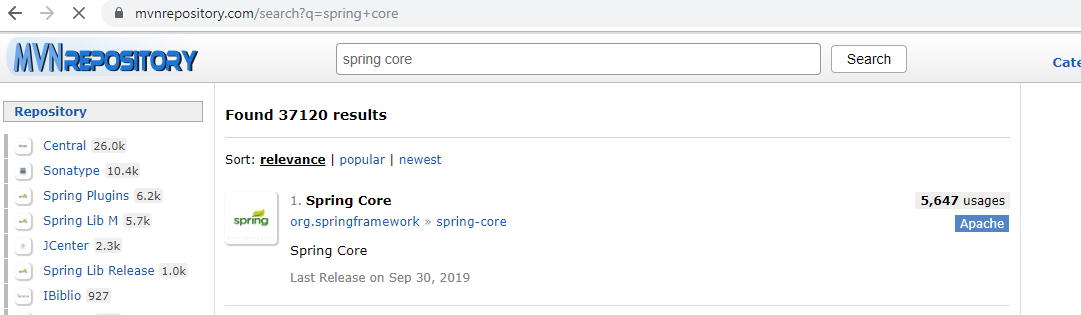 mvnrepository.com/search?q=spring+core
MVNREPOSITORY
spring core
Search
Cate
Repository
Central 26.0k
Sonatype 10.4k
Spring Plugins 6.2k
Spring Lib M 5.7k
JCenter 2.3k
Spring Lib Release 1.0k
IBiblio 927
Found 37120 results
Sort: relevance | popular | newest
spring
1. Spring Core
5,647 usages
org.springframework » spring-core
Apache
Spring Core
Last Release on Sep 30, 2019